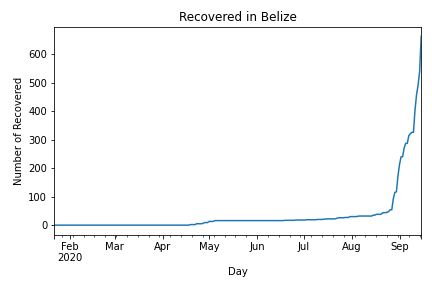 Recovered in Belize
Number of Recovered
600
500
400
300
200
100
0
Feb Mar Apr May Jun Jul Aug Sep
2020
Day